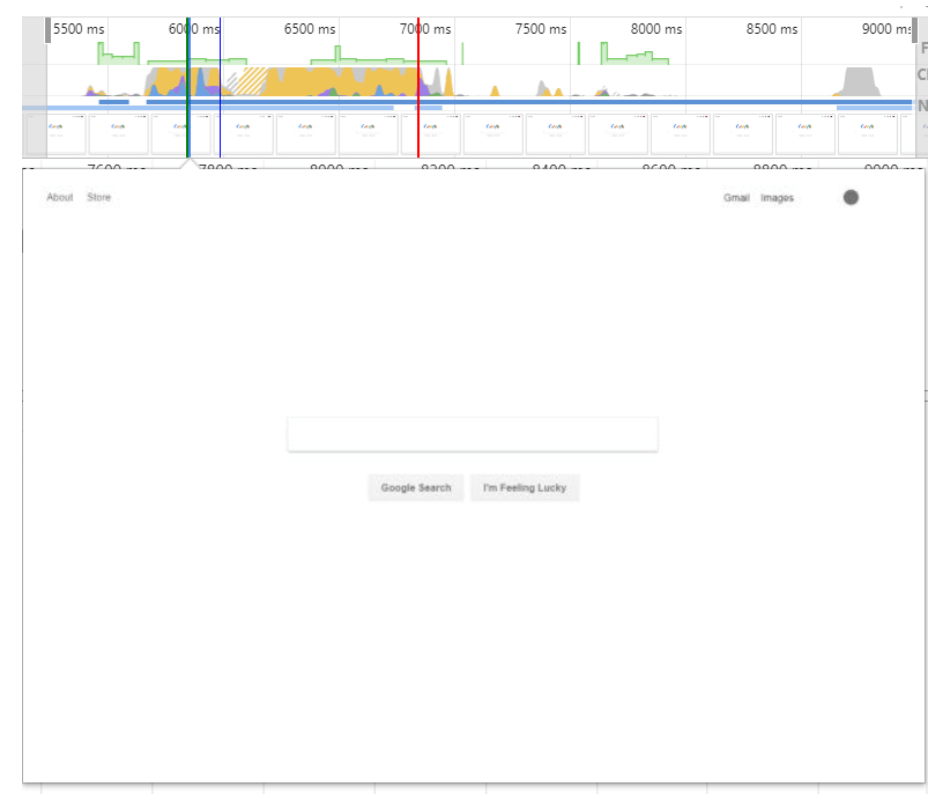 5500 ms 6000 ms 6500 ms 7000 ms 7500 ms 8000 ms 8500 ms 9000 ms
7600 ms 7800 ms 8000 ms 8200 ms 8400 ms 8600 ms 8800 ms 9000 ms
About Store Gmail Images
Google Search I'm Feeling Lucky